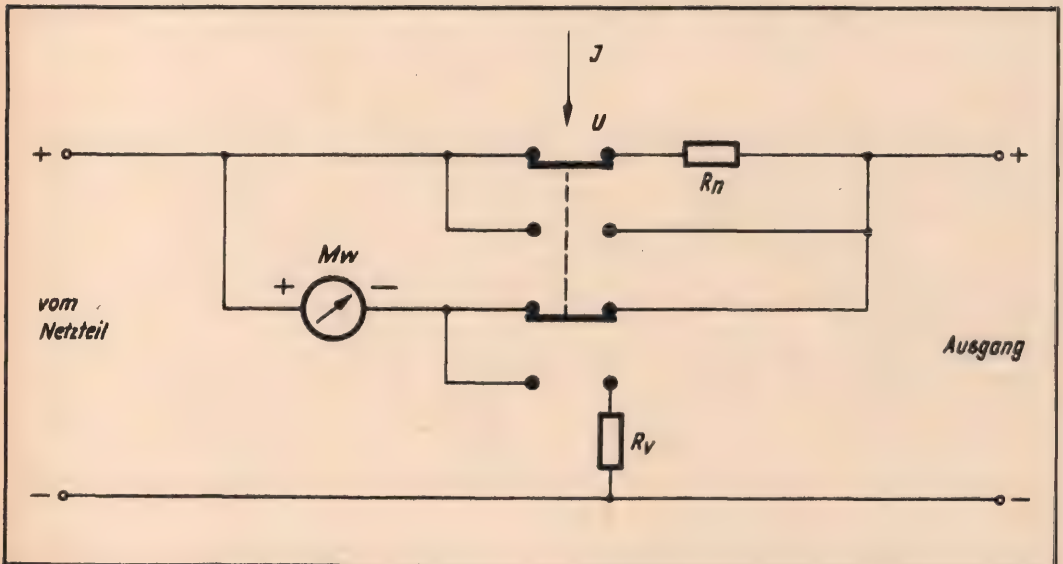 J
U
+
+
Rn
Mw
+
—
vom
Netzteil
Ausgang
Rv
—
—